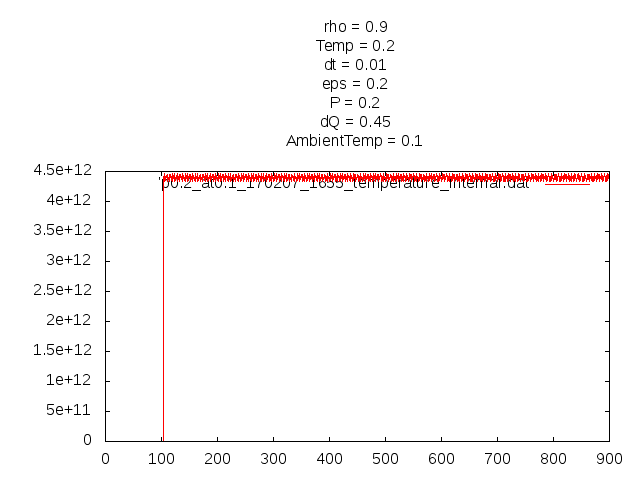 rho = 0.9
Temp = 0.2
dt = 0.01
eps = 0.2
P = 0.2
dQ = 0.45
AmbientTemp = 0.1
4.5e+12
'p0.2_at0.1_170207_1635_temperature_internal.dat'
4e+12
3.5e+12
3e+12
2.5e+12
2e+12
1.5e+12
1e+12
5e+11
0
0 100 200 300 400 500 600 700 800 900